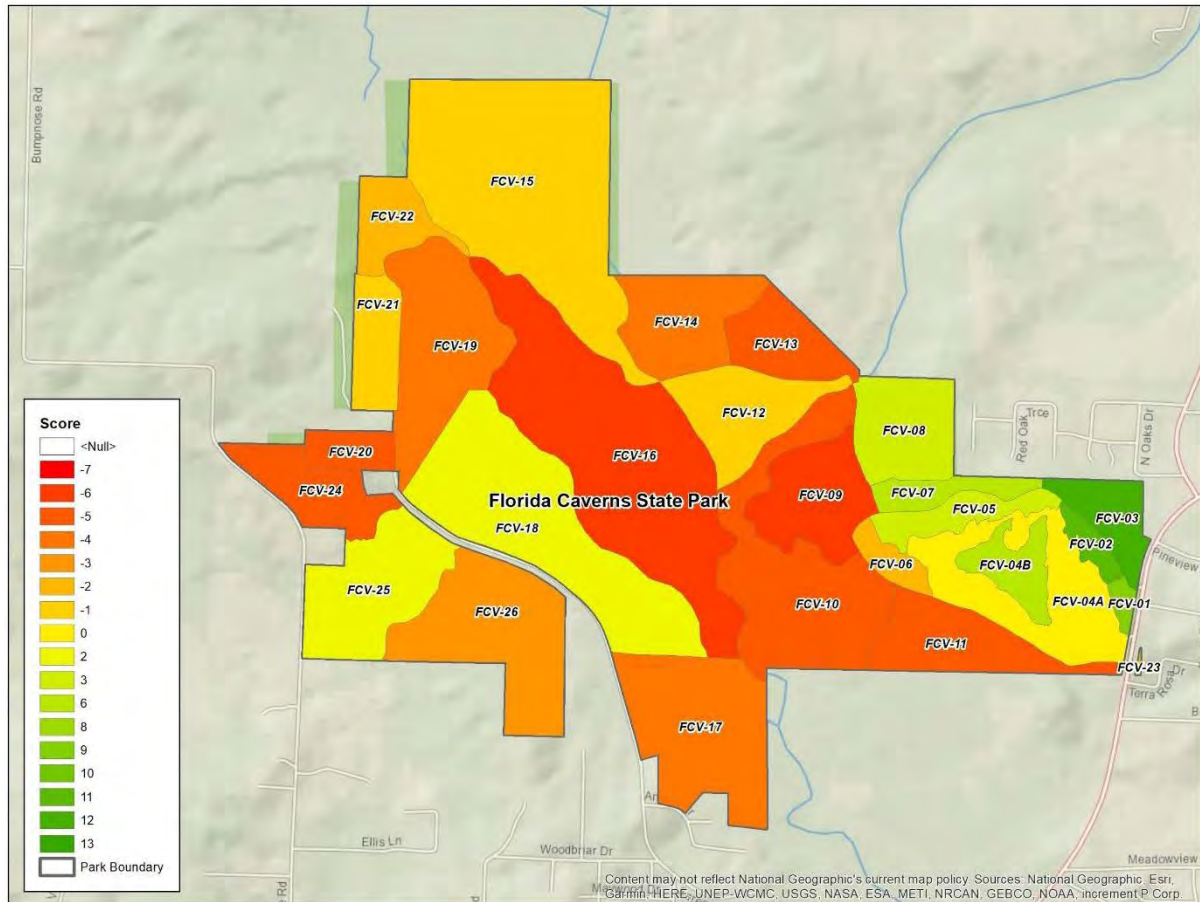 Bumpnose Rd
FCV-15
FCV-22
FCV-21
FCV-19
FCV-14
FCV-13
FCV-12
FCV-16
FCV-20
FCV-24
Florida Caverns State Park
FCV-18
FCV-25
FCV-26
FCV-17
FCV-09
FCV-10
FCV-11
FCV-08
FCV-07
FCV-05
FCV-06
FCV-04B
FCV-04A
FCV-03
FCV-02
FCV-01
FCV-23
Red Oak
Trce
N Oaks Dr
Pineview
Terra Rosa
Dr
B
Score
<Null>
-7
-6
-5
-4
-3
-2
-1
0
2
3
6
8
9
10
11
12
13
Park Boundary
Ellis Ln
Woodbriar Dr
Rd
Meadowview
Content may not reflect National Geographic's current map policy. Sources: National Geographic, Esri,
Garmin, HERE, UNEP-WCMC, USGS, NASA, ESA, METI, NRCAN, GEBCO, NOAA, increment P Corp.